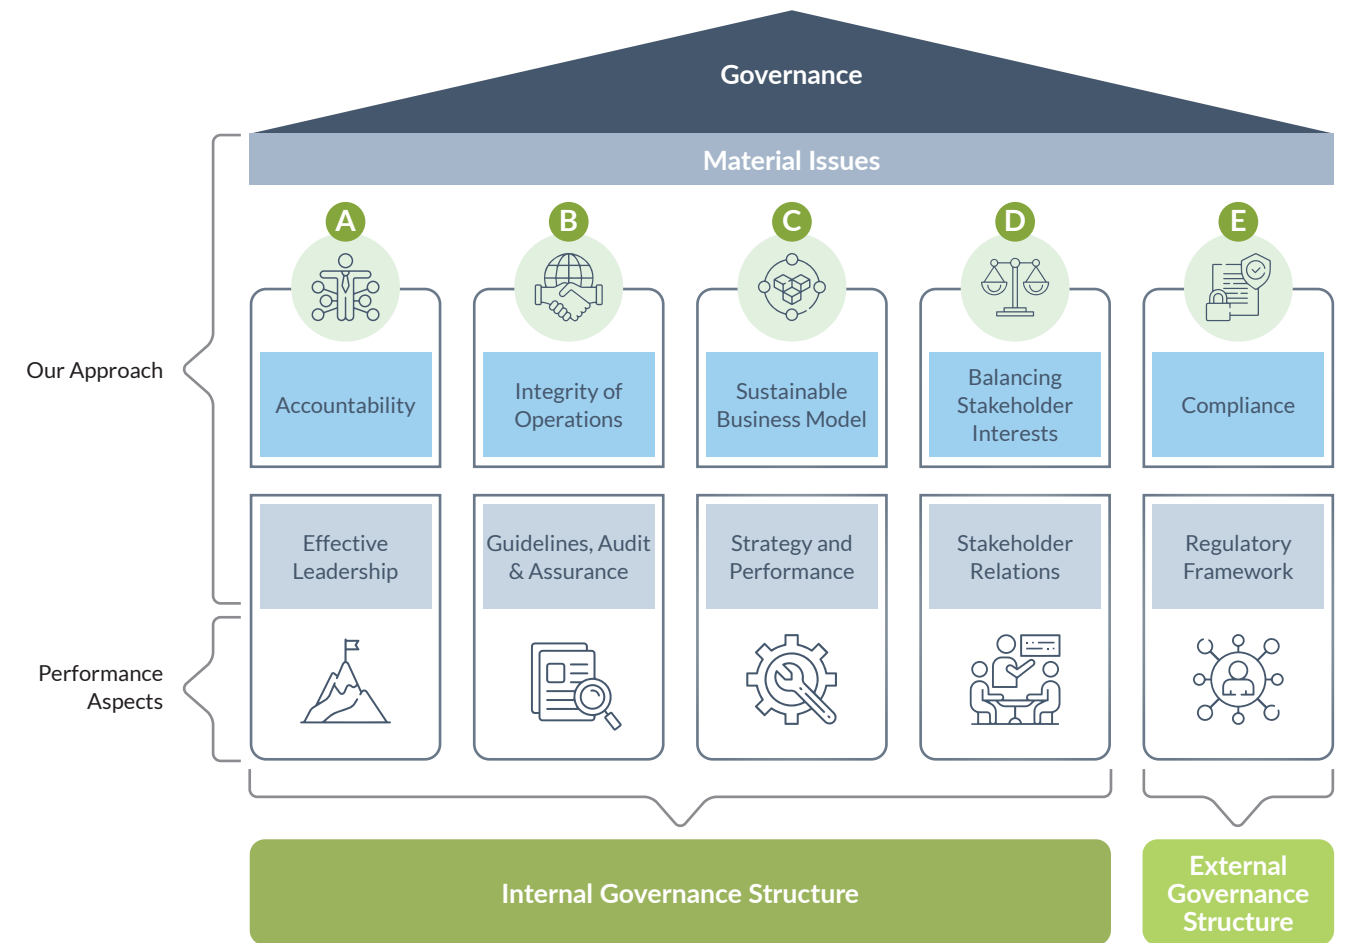 Governance
Material Issues
A
B
C
D
E
Our Approach
Accountability
Integrity of
Operations
Sustainable
Business Model
Balancing
Stakeholder
Interests
Compliance
Effective
Leadership
Guidelines, Audit
& Assurance
Strategy and
Performance
Stakeholder
Relations
Regulatory
Framework
Performance
Aspects
Internal Governance Structure
External
Governance
Structure